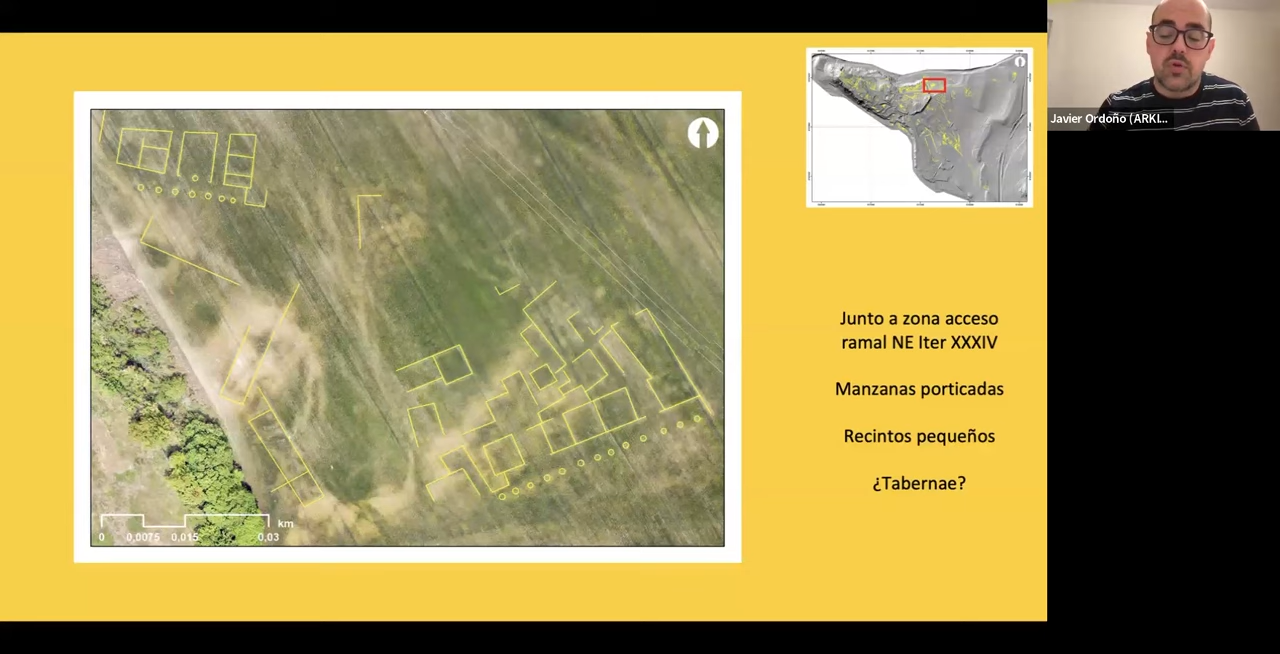 Javier Ordoño (ARKI...
Junto a zona acceso
ramal NE Iter XXXIV
Manzanas porticadas
Recintos pequeños
¿Tabernae?
km
0 0,0075 0,015 0,03